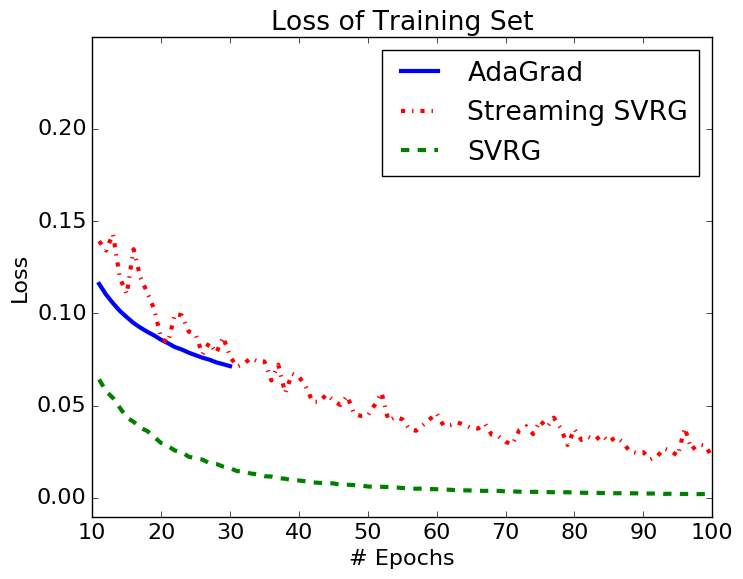 Loss of Training Set
AdaGrad
Streaming SVRG
SVRG
0.20
0.15
0.10
0.05
0.00
Loss
10 20 30 40 50 60 70 80 90 100
# Epochs